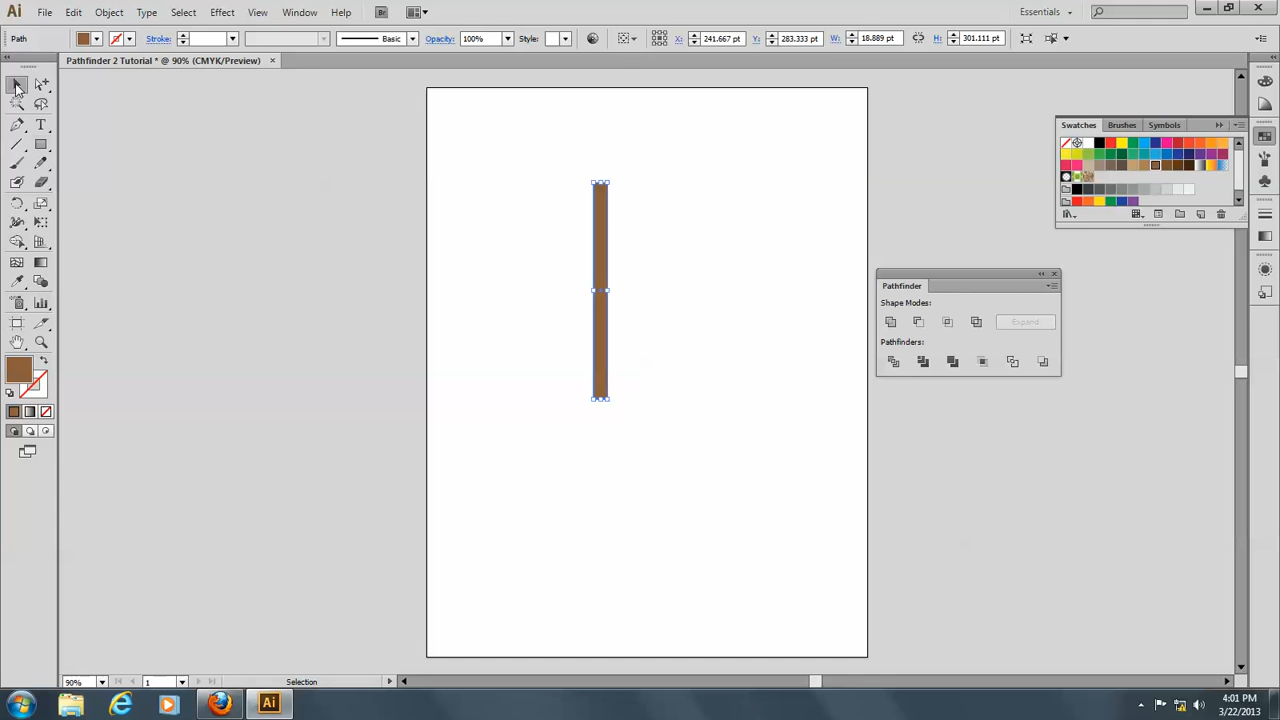 Ai File Edit Object Type Select Effect View Window Help Br Essentials
Path Stroke: Basic Opacity: 100% Style: X: 241.667 pt Y: 283.333 pt W: 18.889 pt H: 301.111 pt
Pathfinder 2 Tutorial * @ 90% (CMYK/Preview)
Swatches Brushes Symbols
Pathfinder
Shape Modes:
Expand
Pathfinders:
90% 1 Selection
Ai
4:01 PM
3/22/2013